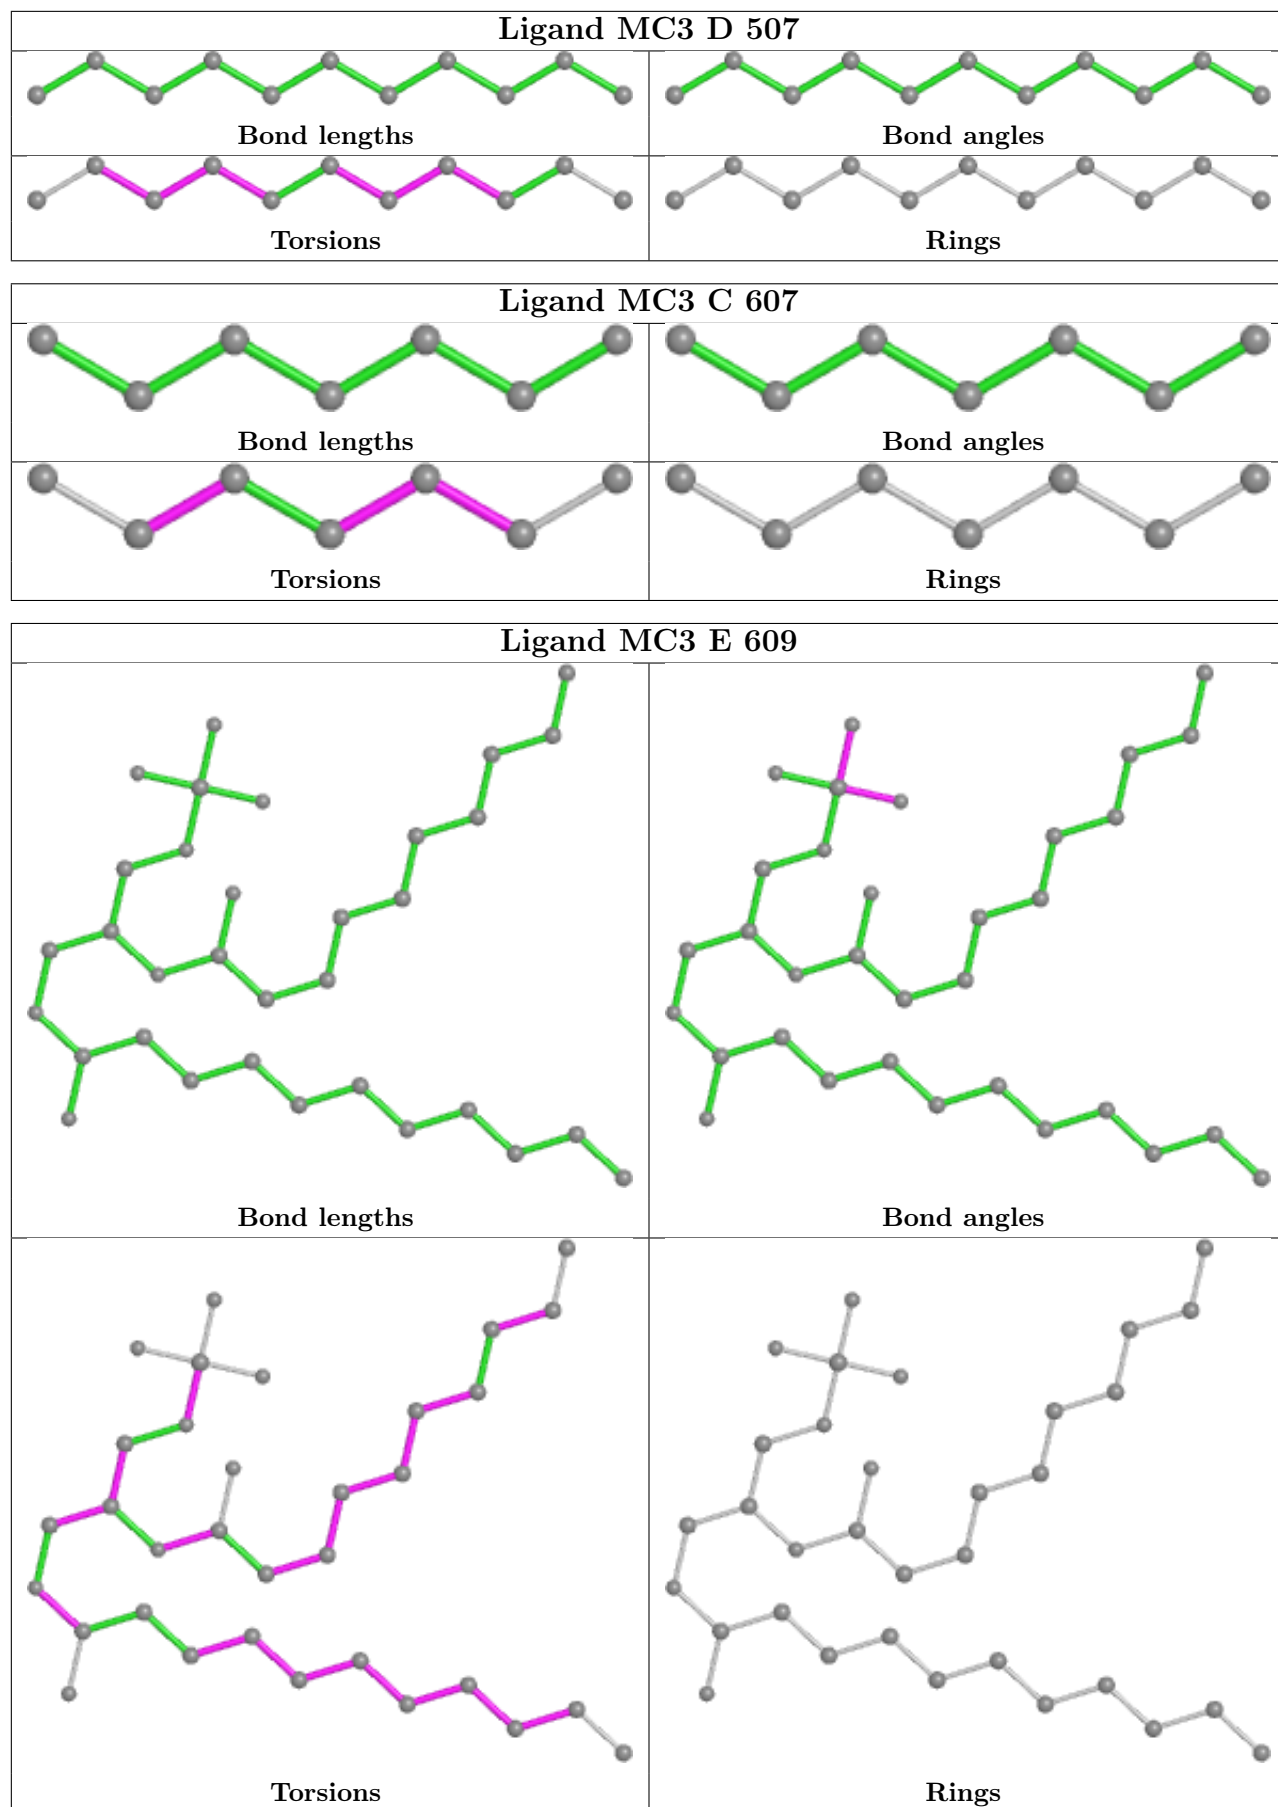 Ligand MC3 D 507
Bond lengths
Bond angles
Torsions
Rings
Ligand MC3 C 607
Bond lengths
Bond angles
Torsions
Rings
Ligand MC3 E 609
Bond lengths
Bond angles
Torsions
Rings